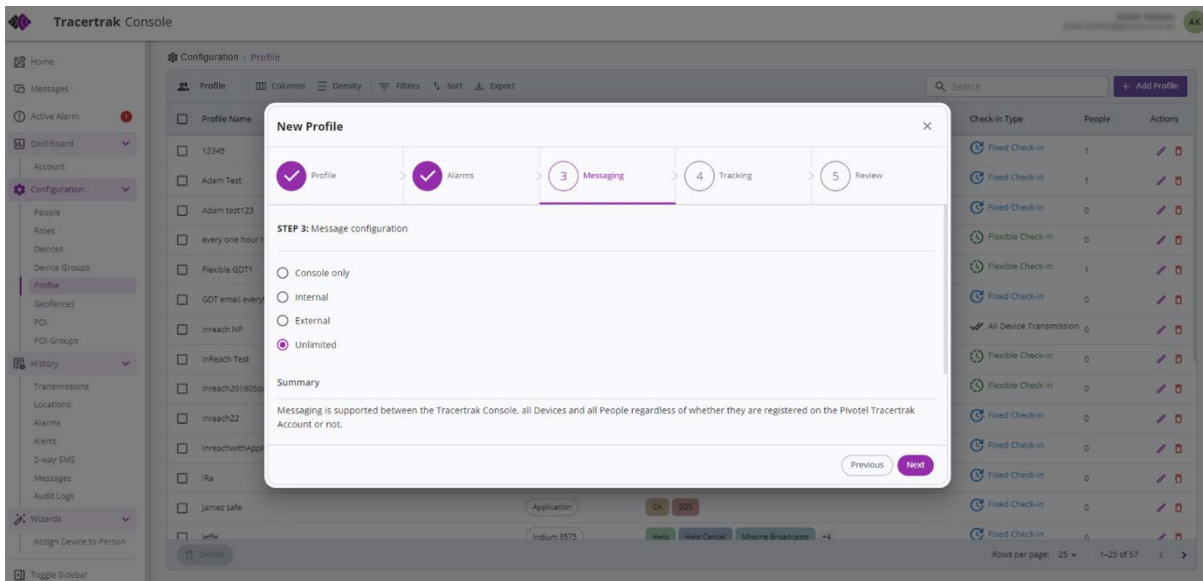 Tracertrak Console
AK
Home
Messages
Active Alarm
Dashboard
Account
Configuration
People
Roles
Devices
Device Groups
Profile
Geofences
POI
POI Groups
History
Transmissions
Locations
Alarms
Alerts
2-way SMS
Messages
Audit Logs
Wizards
Assign Device to Person
Toggle Sidebar
Configuration › Profile
Profile Columns Density Filters Sort Export Search + Add Profile
Profile Name Check-in Type People Actions
12345 Fixed Check-in 1
Adam Test Fixed Check-in 1
Adam test123 Fixed Check-in 0
every one hour Flexible Check-in 0
Flexible GDT1 Flexible Check-in 1
GDT email Fixed Check-in 0
inreach NP All Device Transmission 0
inReach Test Flexible Check-in 0
Flexible Check-in 0
inreach22 Fixed Check-in 0
Fixed Check-in 0
IRa Fixed Check-in 0
james safe Application Ok SOS Fixed Check-in 0
jeffe Iridium 9575 Help Help Cancel Missing Broadcasts +4 Fixed Check-in 0
Delete Rows per page: 25 1–25 of 57
New Profile
Profile Alarms 3 Messaging 4 Tracking 5 Review
STEP 3: Message configuration
Console only
Internal
External
Unlimited
Summary
Messaging is supported between the Tracertrak Console, all Devices and all People regardless of whether they are registered on the Pivotel Tracertrak
Account or not.
Previous Next